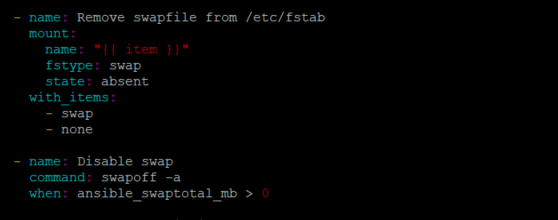 - name: Remove swapfile from /etc/fstab
  mount:
    name: "{{ item }}"
    fstype: swap
    state: absent
  with_items:
    - swap
    - none

- name: Disable swap
  command: swapoff -a
  when: ansible_swaptotal_mb > 0